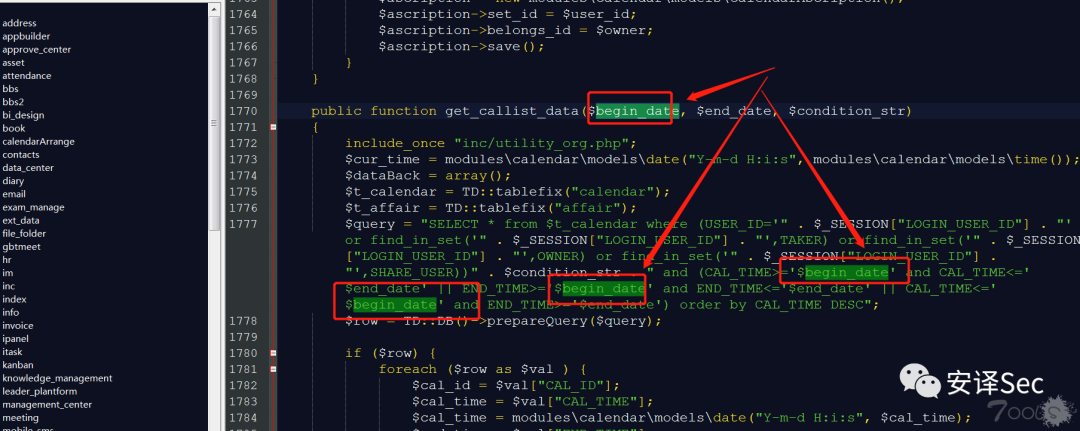 address
appbuilder
approve_center
asset
attendance
bbs
bbs2
bi_design
book
calendarArrange
contacts
data_center
diary
email
exam_manage
ext_data
file_folder
gbtmeet
hr
im
inc
index
info
invoice
ipanel
itask
kanban
knowledge_management
leader_plantform
management_center
meeting
1764 $ascription->set_id = $user_id;
1765 $ascription->belongs_id = $owner;
1766 $ascription->save();
1767 }
1768 }
1769
1770 public function get_callist_data($begin_date, $end_date, $condition_str)
1771 {
1772 include_once "inc/utility_org.php";
1773 $cur_time = modules\calendar\models\date("Y-m-d H:i:s", modules\calendar\models\time());
1774 $dataBack = array();
1775 $t_calendar = TD::tablefix("calendar");
1776 $t_affair = TD::tablefix("affair");
1777 $query = "SELECT * from $t_calendar where (USER_ID='" . $_SESSION["LOGIN_USER_ID"] . "'
or find_in_set('" . $_SESSION["LOGIN_USER_ID"] . "',TAKER) or find_in_set('" . $_SESSION
["LOGIN_USER_ID"] . "',OWNER) or find_in_set('" . $_SESSION["LOGIN_USER_ID"] .
"',SHARE_USER))" . $condition_str . " and (CAL_TIME>='$begin_date' and CAL_TIME<='
$end_date' || END_TIME>='$begin_date' and END_TIME<='$end_date' || CAL_TIME<='
$begin_date' and END_TIME>='$end_date') order by CAL_TIME DESC";
1778 $row = TD::DB()->prepareQuery($query);
1779
1780 if ($row) {
1781 foreach ($row as $val ) {
1782 $cal_id = $val["CAL_ID"];
1783 $cal_time = $val["CAL_TIME"];
1784 $cal_time = modules\calendar\models\date("Y-m-d H:i:s", $cal_time);
安译Sec